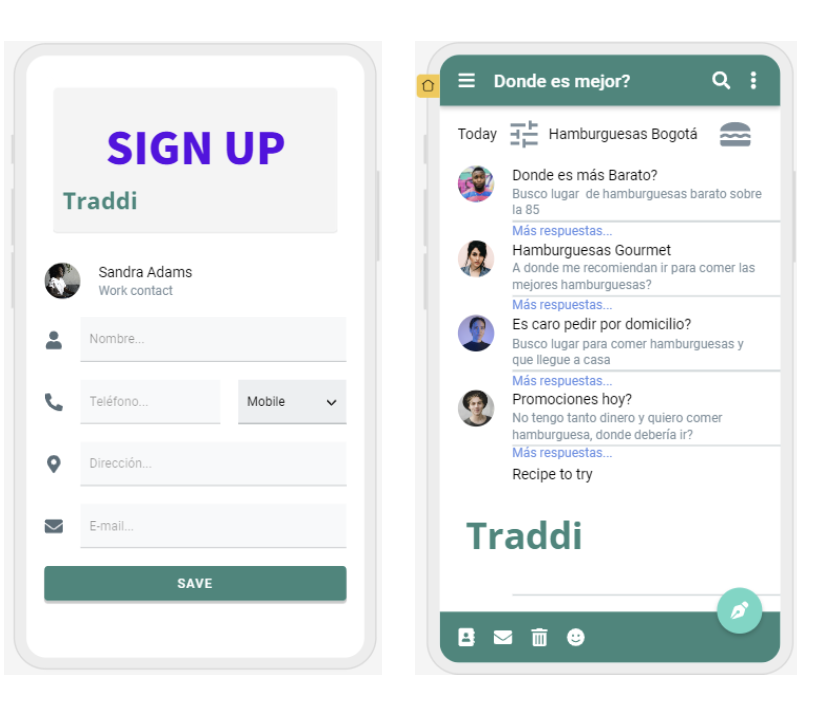 SIGN UP
Traddi
Sandra Adams
Work contact
Nombre...
Teléfono...
Mobile
Dirección...
E-mail...
SAVE
Donde es mejor?
Today
Hamburguesas Bogotá
Donde es más Barato?
Busco lugar de hamburguesas barato sobre
la 85
Más respuestas...
Hamburguesas Gourmet
A donde me recomiendan ir para comer las
mejores hamburguesas?
Más respuestas...
Es caro pedir por domicilio?
Busco lugar para comer hamburguesas y
que llegue a casa
Más respuestas...
Promociones hoy?
No tengo tanto dinero y quiero comer
hamburguesa, donde debería ir?
Más respuestas...
Recipe to try
Traddi